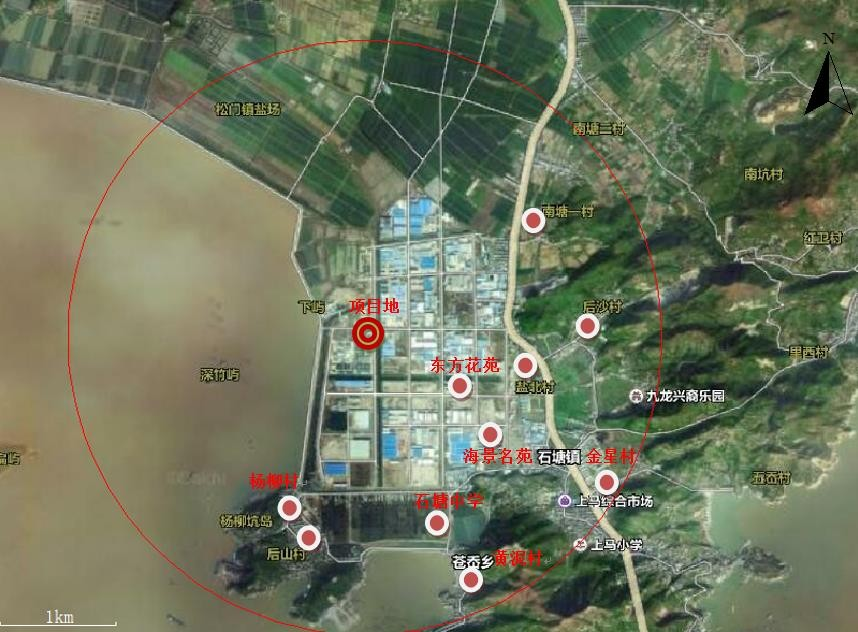 N
松门镇盐场
南塘二村
南坑村
南塘一村
红卫村
下屿
项目地
后沙村
里西村
东方花苑
深竹屿
盐北村
九龙兴裔乐园
海景名苑
石塘镇
金星村
杨柳村
五岙村
石塘中学
上马综合市场
杨柳坑岛
上马小学
后山村
苍岙乡
黄泥村
1km